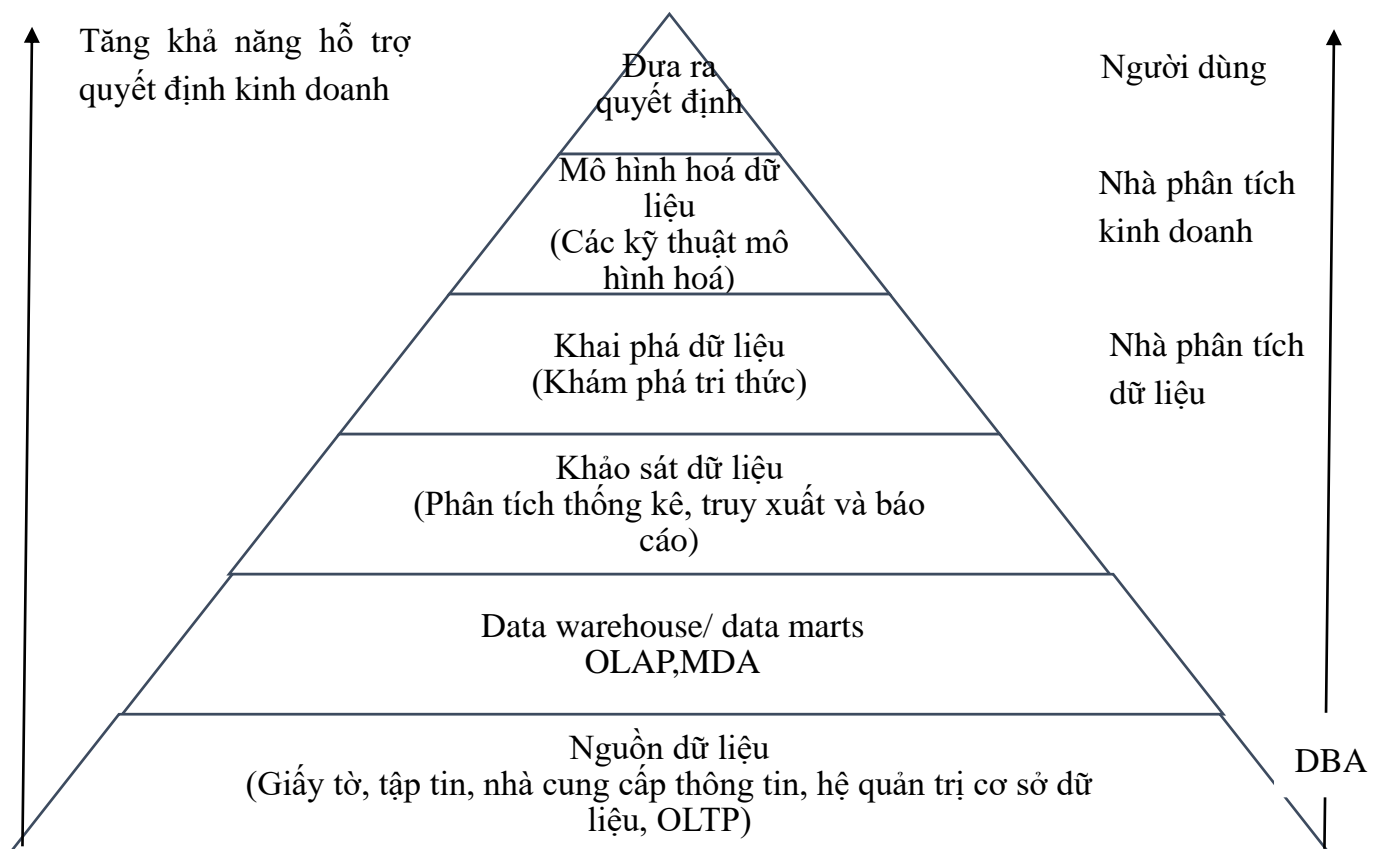 Tăng khả năng hỗ trợ
quyết định kinh doanh
Đưa ra
quyết định
Người dùng
Mô hình hoá dữ
liệu
(Các kỹ thuật mô
hình hoá)
Nhà phân tích
kinh doanh
Khai phá dữ liệu
(Khám phá tri thức)
Nhà phân tích
dữ liệu
Khảo sát dữ liệu
(Phân tích thống kê, truy xuất và báo
cáo)
Data warehouse/ data marts
OLAP,MDA
Nguồn dữ liệu
(Giấy tờ, tập tin, nhà cung cấp thông tin, hệ quản trị cơ sở dữ
liệu, OLTP)
DBA